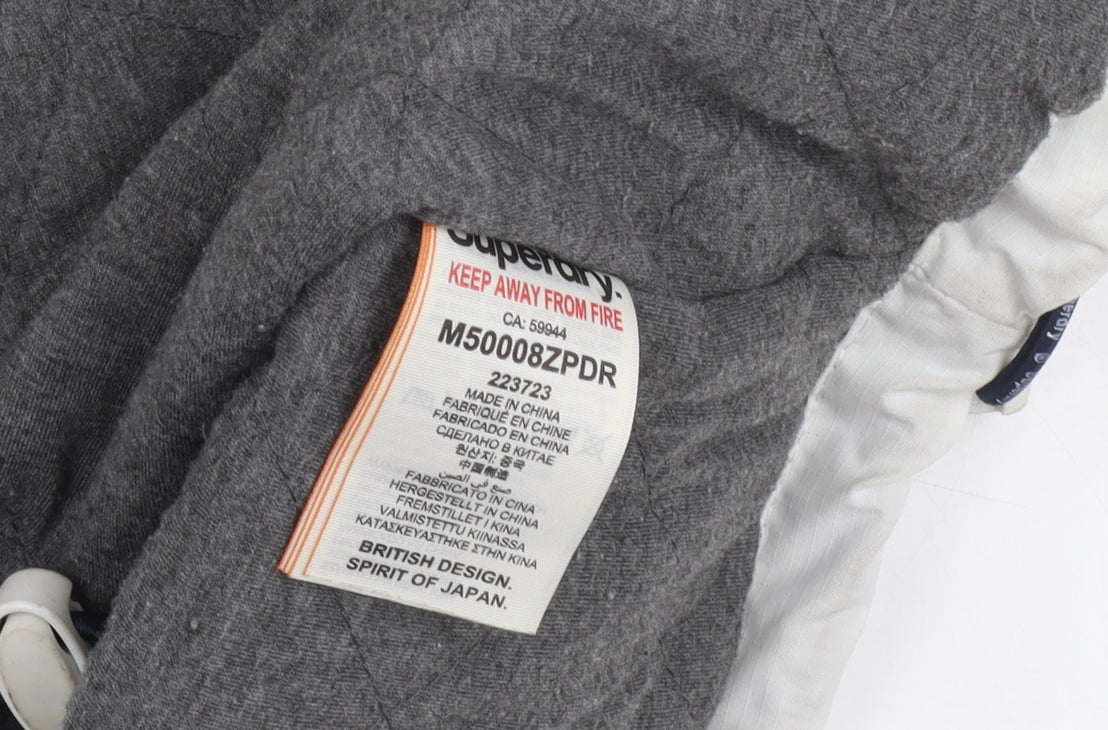 Superdry.
KEEP AWAY FROM FIRE
CA: 59944
M50008ZPDR
223723
MADE IN CHINA
FABRIQUÉ EN CHINE
FABRICADO EN CHINA
СДЕЛАНО В КИТАЕ
원산지: 중국
中国制造
صنع في الصين
FABBRICATO IN CINA
HERGESTELLT IN CHINA
FREMSTILLET I KINA
VALMISTETTU KIINASSA
ΚΑΤΑΣΚΕΥΑΣΤΗΚΕ ΣΤΗΝ ΚΙΝΑ
BRITISH DESIGN.
SPIRIT OF JAPAN.